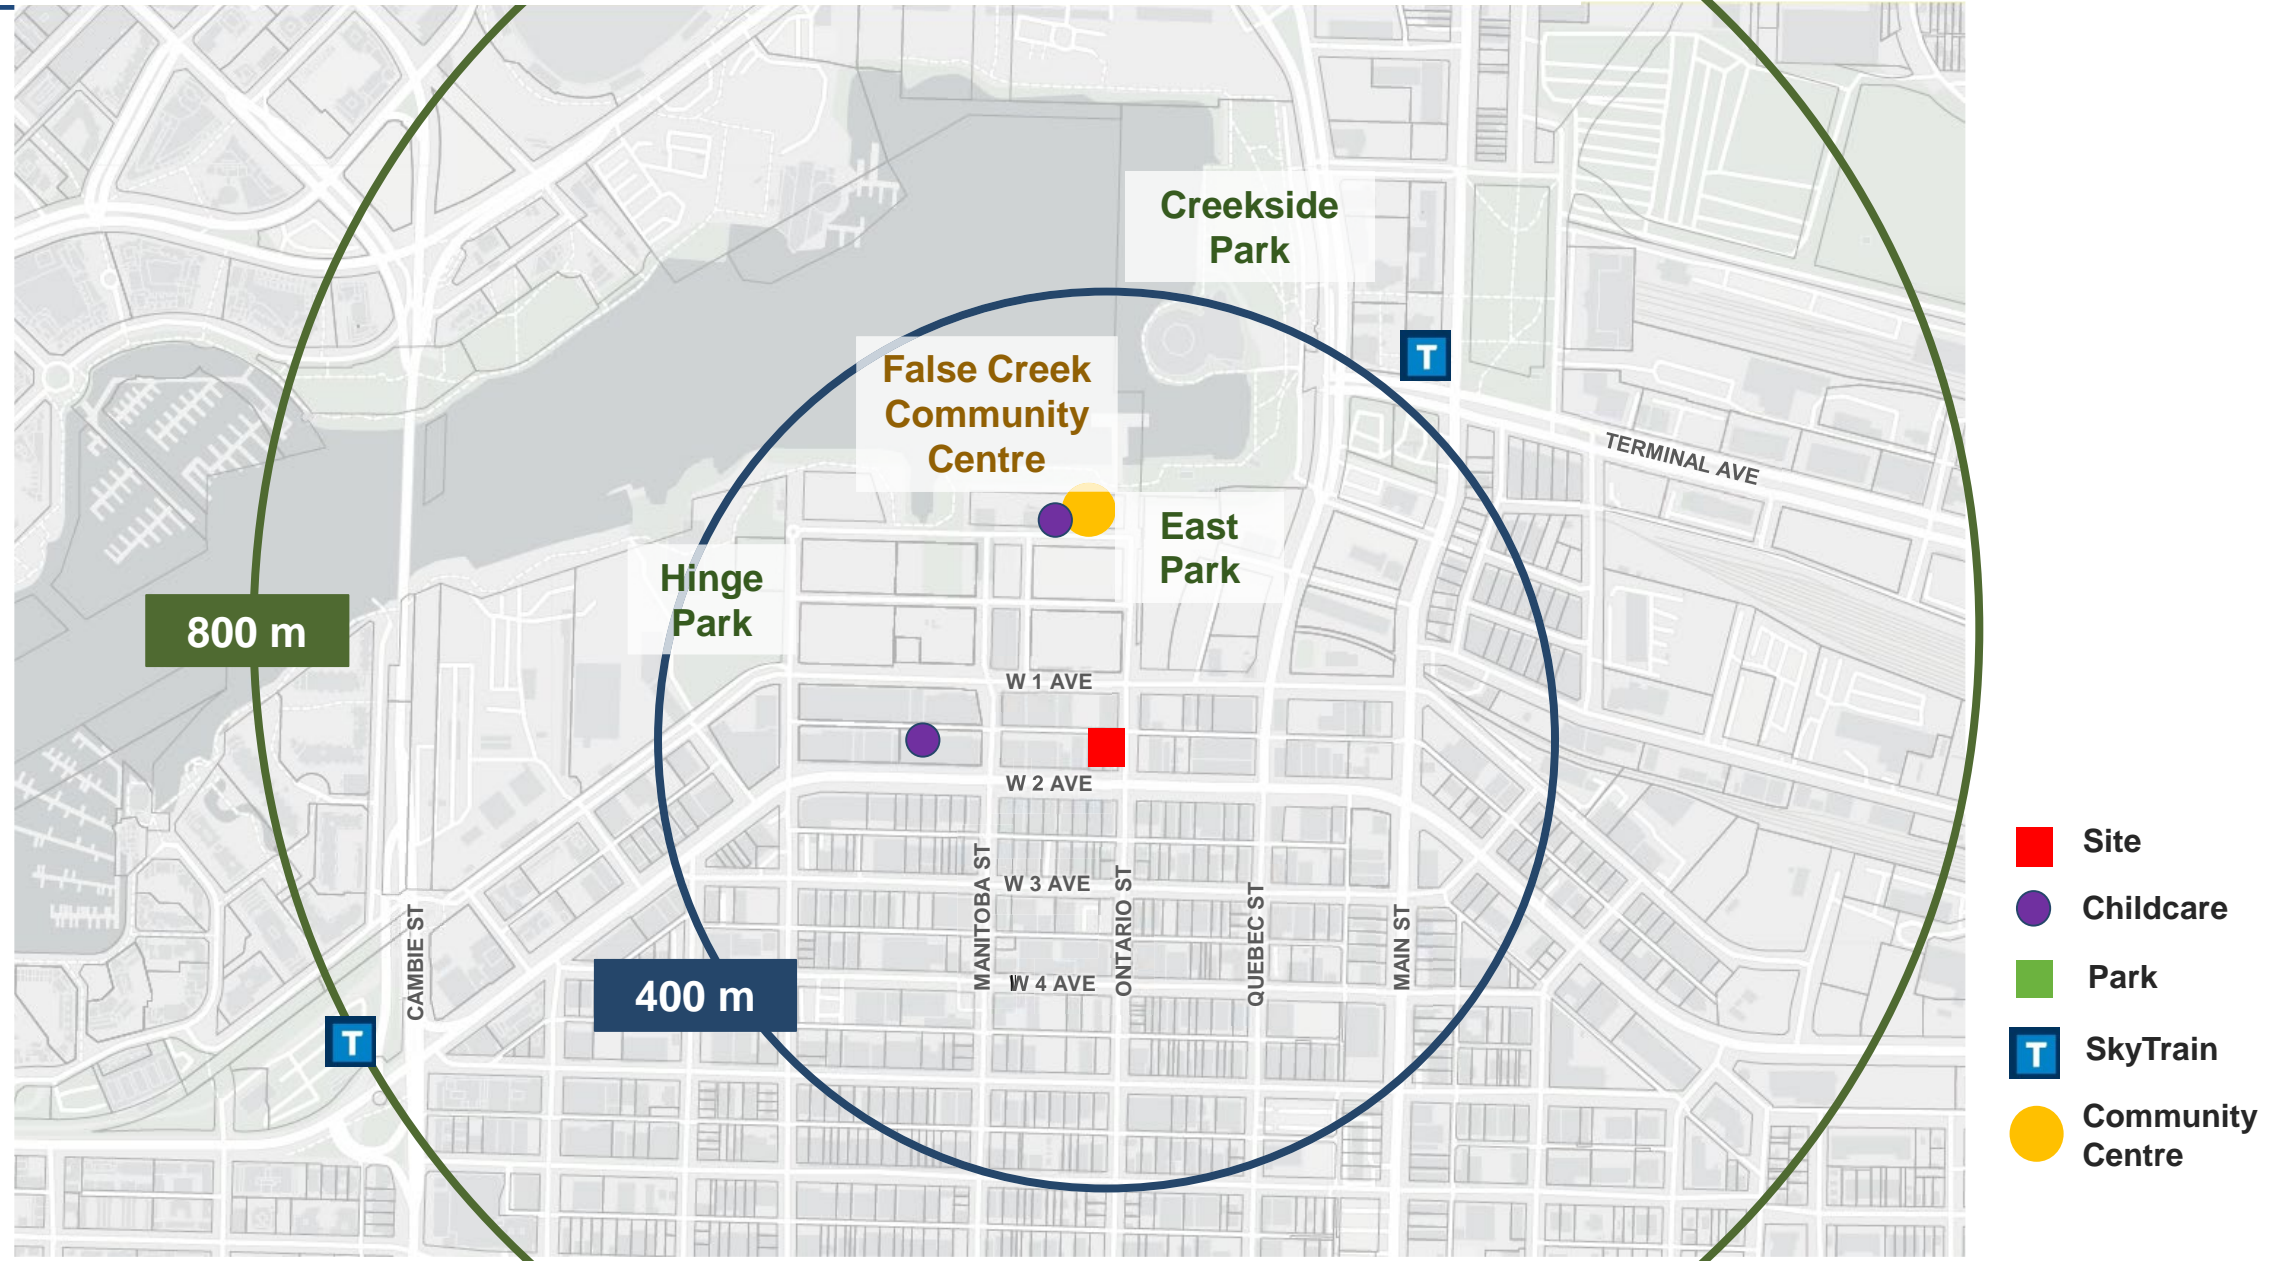 Creekside
Park
T
False Creek
Community
Centre
TERMINAL AVE
East
Park
Hinge
Park
800 m
W 1 AVE
W 2 AVE
MANITOBA ST
W 3 AVE
ONTARIO ST
QUEBEC ST
MAIN ST
CAMBIE ST
W 4 AVE
400 m
T
Site
Childcare
Park
T
SkyTrain
Community
Centre